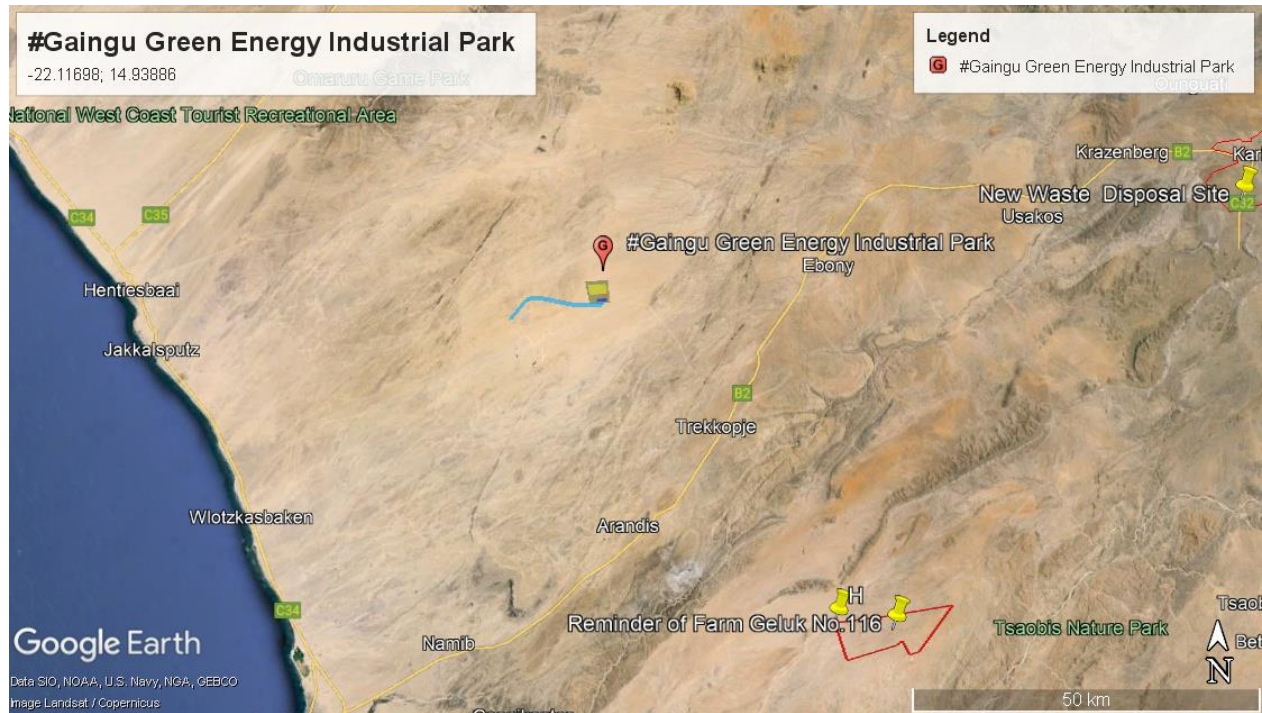 #Gaingu Green Energy Industrial Park
-22.11698; 14.93886
Legend
G #Gaingu Green Energy Industrial Park
Omaruru Game Park
National West Coast Tourist Recreational Area
Krazenberg
B2
C34
C35
New Waste Disposal Site
C32
Usakos
G
#Gaingu Green Energy Industrial Park
Ebony
Hentiesbaai
Jakkalsputz
B2
Trekkopje
Wlotzkasbaken
Arandis
C34
H
Reminder of Farm Geluk No.116
Tsaobis Nature Park
Namib
Google Earth
Data SIO, NOAA, U.S. Navy, NGA, GEBCO
Image Landsat / Copernicus
N
50 km